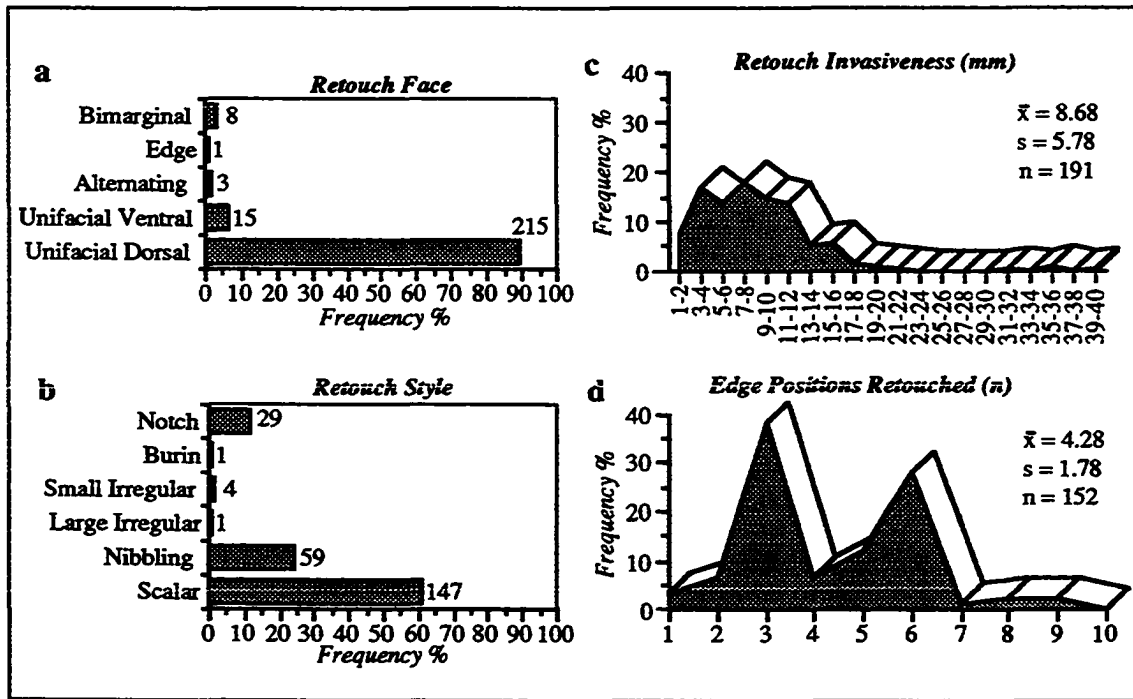 a
Retouch Face
Bimarginal 8
Edge 1
Alternating 3
Unifacial Ventral 15
Unifacial Dorsal 215
0 10 20 30 40 50 60 70 80 90 100
Frequency %
b
Retouch Style
Notch 29
Burin 1
Small Irregular 4
Large Irregular 1
Nibbling 59
Scalar 147
0 10 20 30 40 50 60 70 80 90 100
Frequency %
c
Retouch Invasiveness (mm)
40
30
20
10
0
Frequency %
x̄ = 8.68
s = 5.78
n = 191
1-2 3-4 5-6 7-8 9-10 11-12 13-14 15-16 17-18 19-20 21-22 23-24 25-26 27-28 29-30 31-32 33-34 35-36 37-38 39-40
d
Edge Positions Retouched (n)
40
30
20
10
0
Frequency %
x̄ = 4.28
s = 1.78
n = 152
1 2 3 4 5 6 7 8 9 10